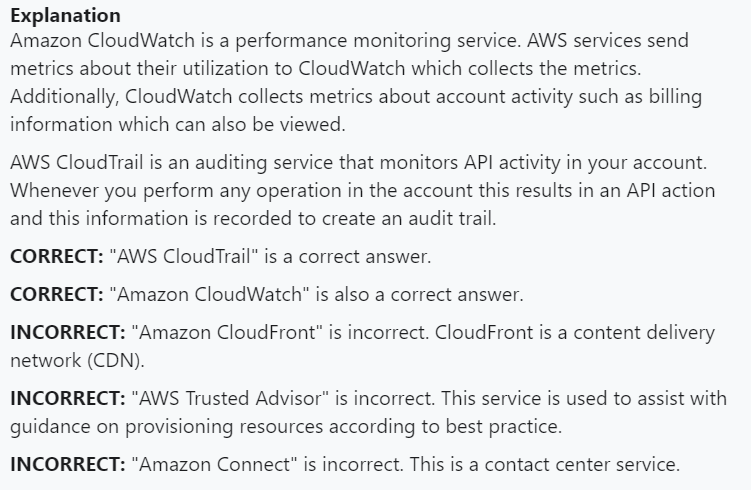 Explanation
Amazon CloudWatch is a performance monitoring service. AWS services send
metrics about their utilization to CloudWatch which collects the metrics.
Additionally, CloudWatch collects metrics about account activity such as billing
information which can also be viewed.
AWS CloudTrail is an auditing service that monitors API activity in your account.
Whenever you perform any operation in the account this results in an API action
and this information is recorded to create an audit trail.
CORRECT: "AWS CloudTrail" is a correct answer.
CORRECT: "Amazon CloudWatch" is also a correct answer.
INCORRECT: "Amazon CloudFront" is incorrect. CloudFront is a content delivery
network (CDN).
INCORRECT: "AWS Trusted Advisor" is incorrect. This service is used to assist with
guidance on provisioning resources according to best practice.
INCORRECT: "Amazon Connect" is incorrect. This is a contact center service.